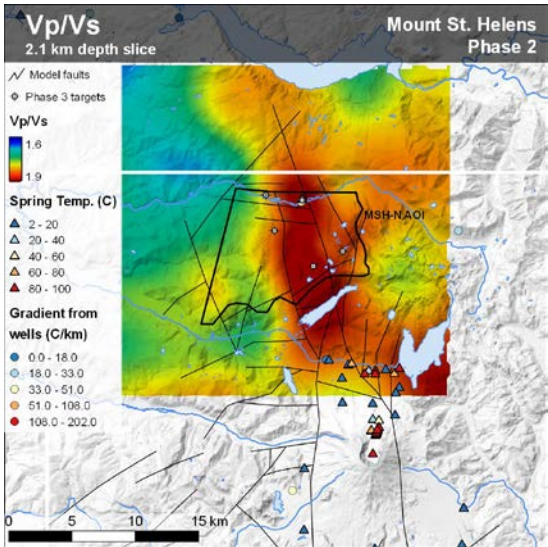 Vp/Vs
2.1 km depth slice
Mount St. Helens
Phase 2
Model faults
Phase 3 targets
Vp/Vs
1.6
1.9
Spring Temp. (C)
2 - 20
20 - 40
40 - 60
60 - 80
80 - 100
Gradient from
wells (C/km)
0.0 - 18.0
18.0 - 33.0
33.0 - 51.0
51.0 - 108.0
108.0 - 202.0
MSH-N AOI
0 5 10 15 km